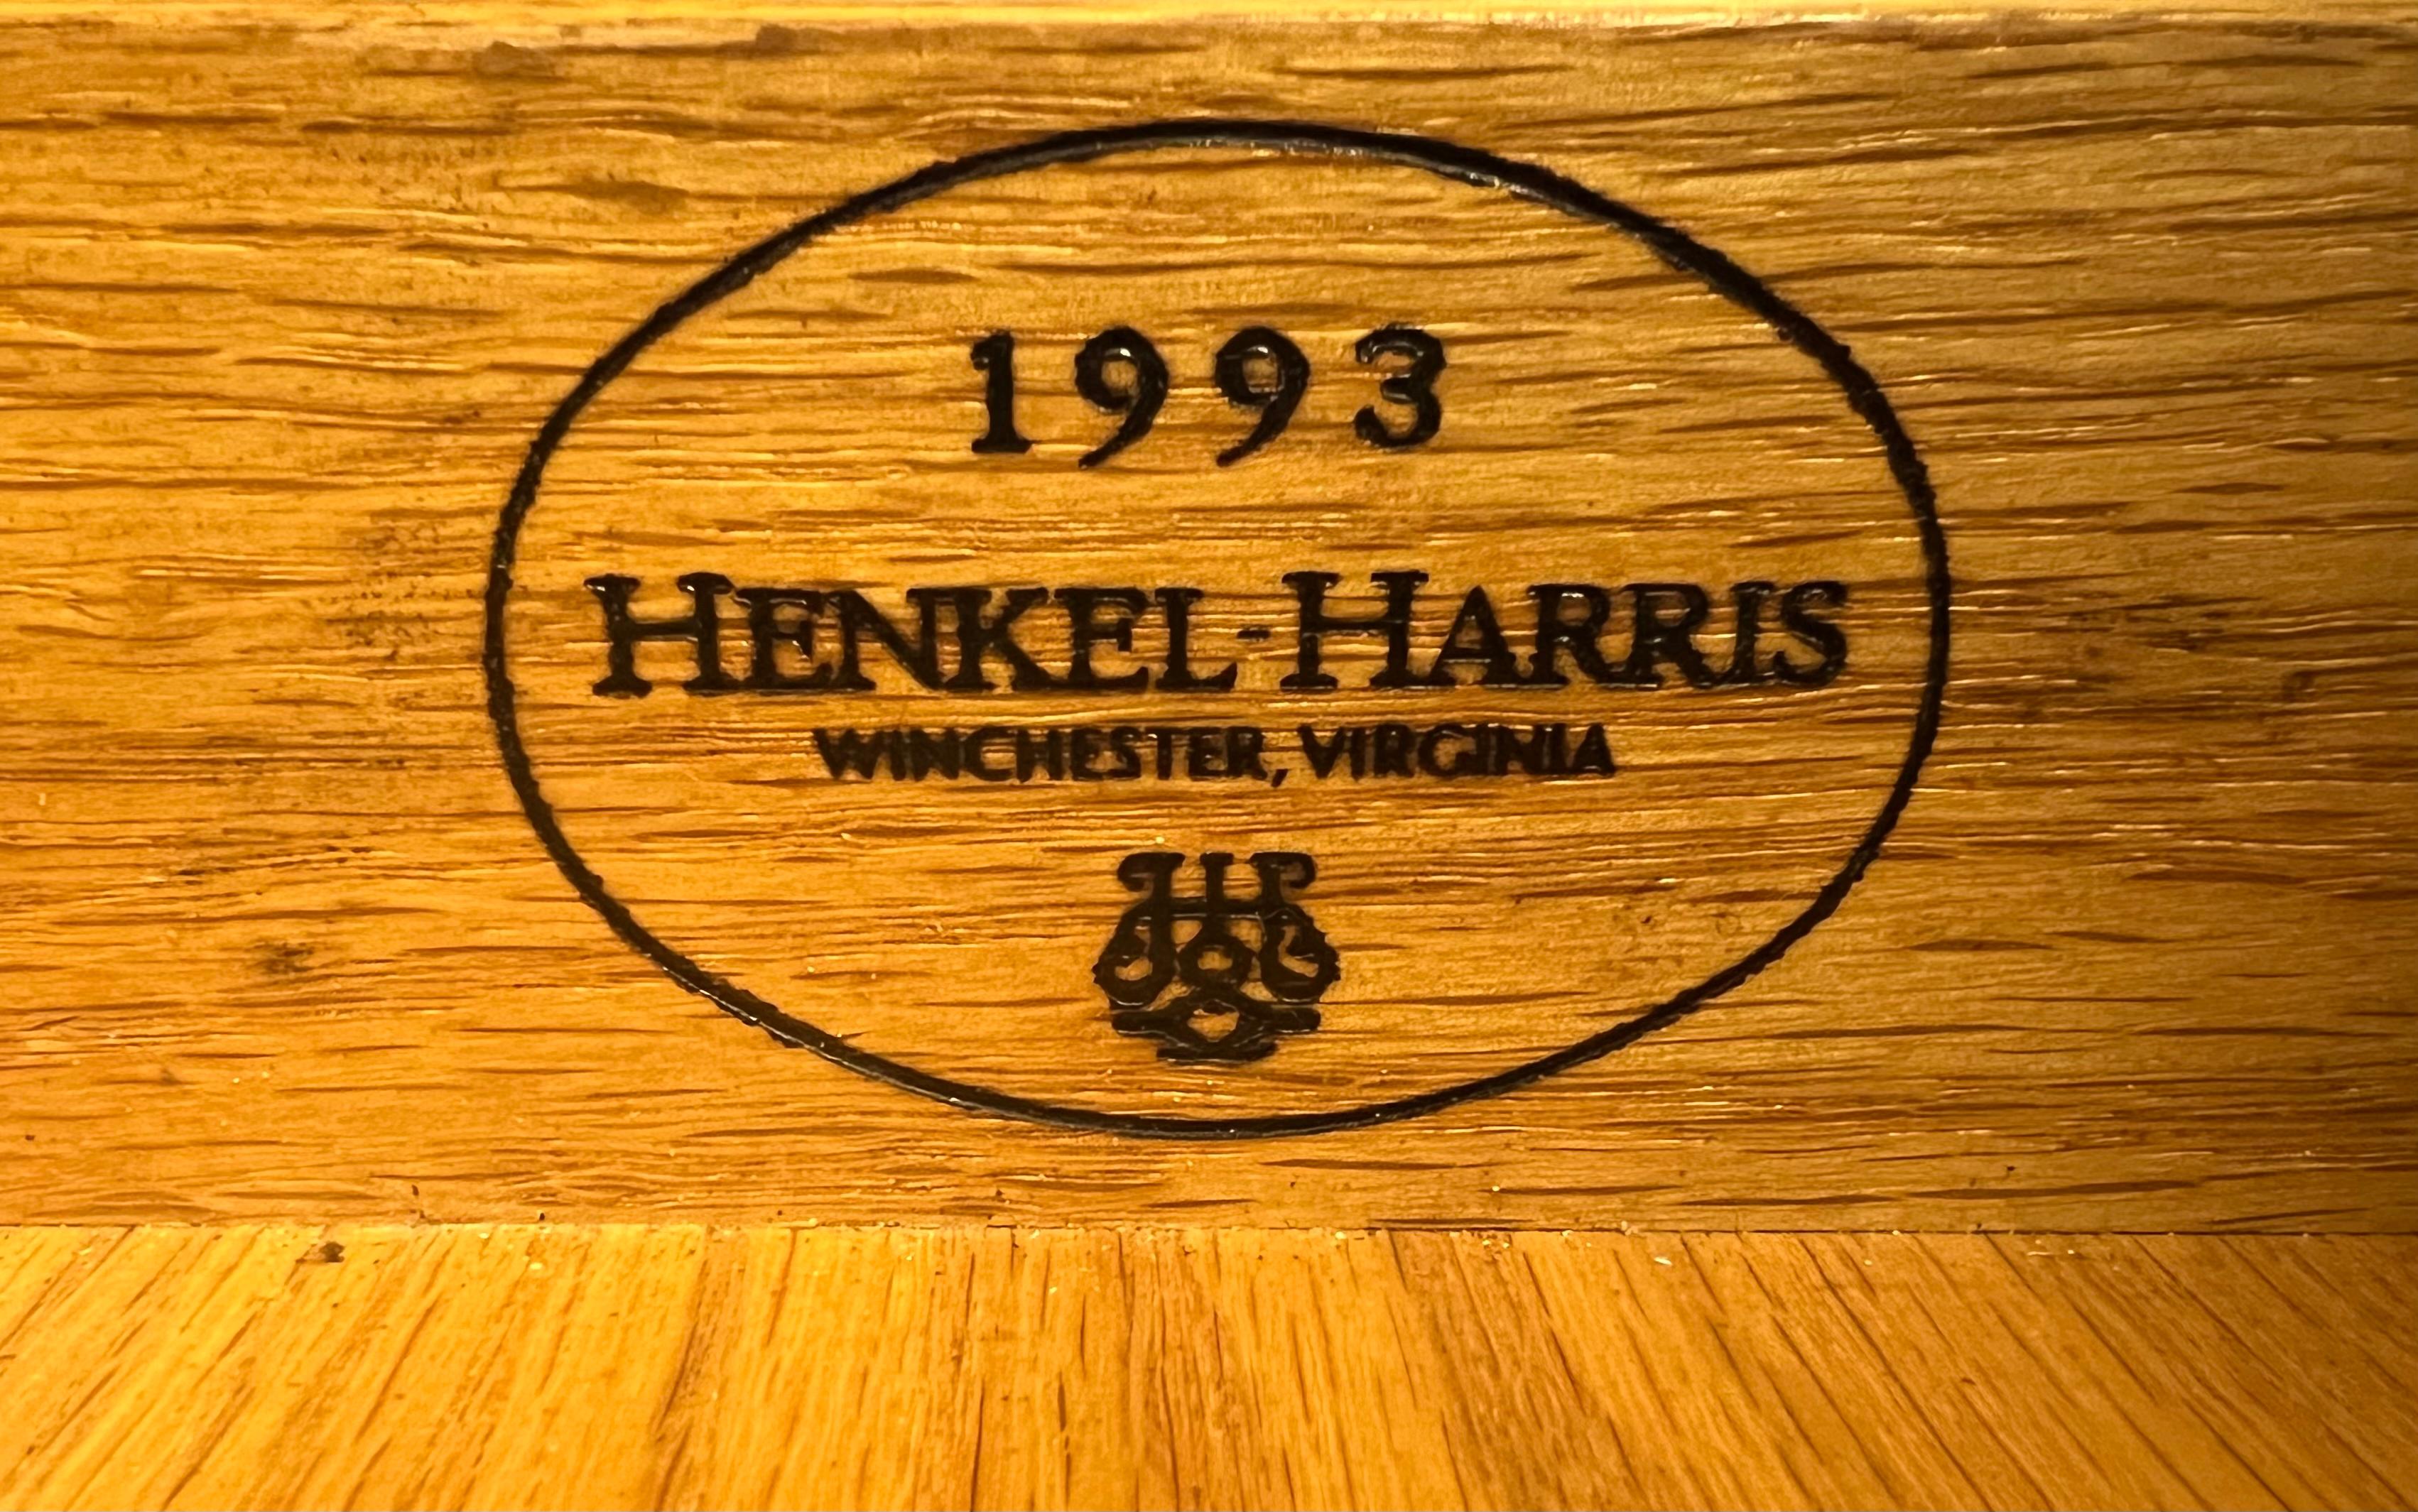 1993
HENKEL-HARRIS
WINCHESTER, VIRGINIA